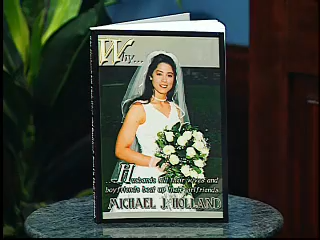 Why...
...Husbands kill their wives and
boyfriends beat up their girlfriends
MICHAEL J. HOLLAND